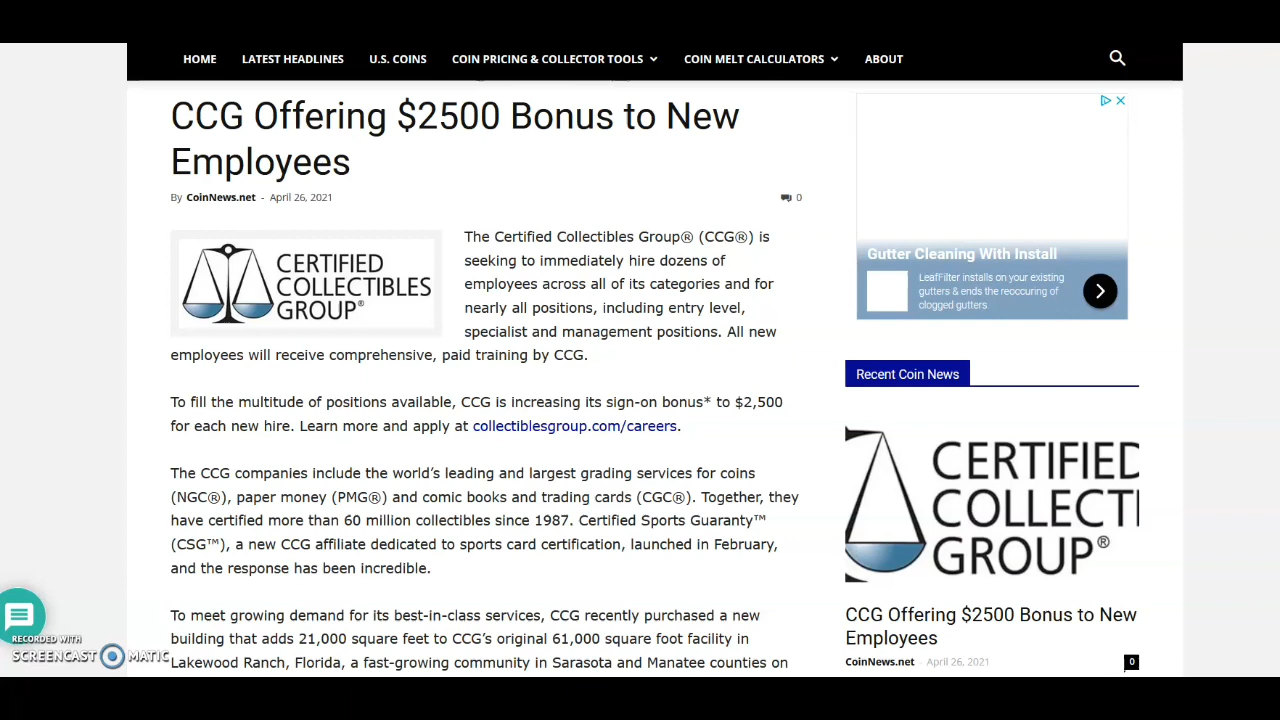 HOME LATEST HEADLINES U.S. COINS COIN PRICING & COLLECTOR TOOLS COIN MELT CALCULATORS ABOUT
CCG Offering $2500 Bonus to New
Employees
By CoinNews.net - April 26, 2021 0
CERTIFIED
COLLECTIBLES
GROUP®
The Certified Collectibles Group® (CCG®) is
seeking to immediately hire dozens of
employees across all of its categories and for
nearly all positions, including entry level,
specialist and management positions. All new
employees will receive comprehensive, paid training by CCG.
To fill the multitude of positions available, CCG is increasing its sign-on bonus* to $2,500
for each new hire. Learn more and apply at collectiblesgroup.com/careers.
The CCG companies include the world's leading and largest grading services for coins
(NGC®), paper money (PMG®) and comic books and trading cards (CGC®). Together, they
have certified more than 60 million collectibles since 1987. Certified Sports Guaranty™
(CSG™), a new CCG affiliate dedicated to sports card certification, launched in February,
and the response has been incredible.
To meet growing demand for its best-in-class services, CCG recently purchased a new
building that adds 21,000 square feet to CCG's original 61,000 square foot facility in
Lakewood Ranch, Florida, a fast-growing community in Sarasota and Manatee counties on
Gutter Cleaning With Install
LeafFilter installs on your existing
gutters & ends the reoccuring of
clogged gutters.
Recent Coin News
CERTIFIED
COLLECTI
GROUP®
CCG Offering $2500 Bonus to New
Employees
CoinNews.net - April 26, 2021 0
RECORDED WITH
SCREENCAST MATIC